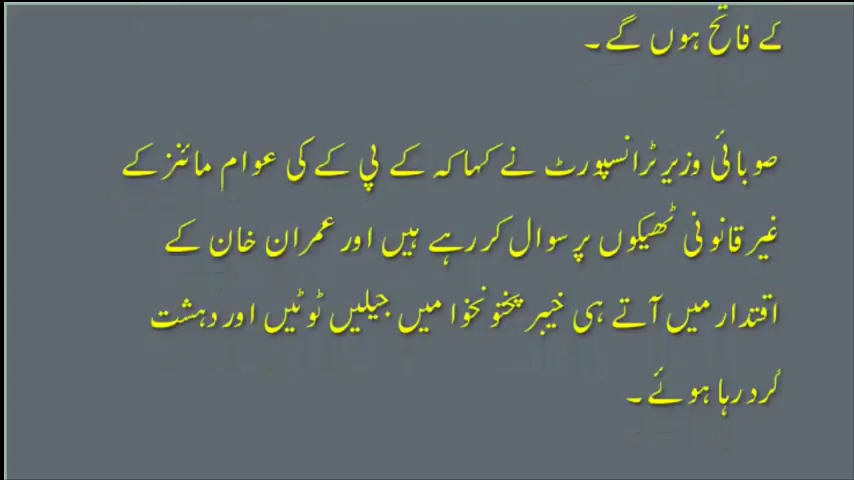 کے فاتح ہوں گے۔
صوبائی وزیر ٹرانسپورٹ نے کہا کہ کے پی کے کی عوام مائنز کے
غیر قانونی ٹھیکوں پر سوال کر رہے ہیں اور عمران خان کے
اقتدار میں آتے ہی خیبر پختونخوا میں جیلیں ٹوٹیں اور دہشت
گرد رہا ہوئے۔